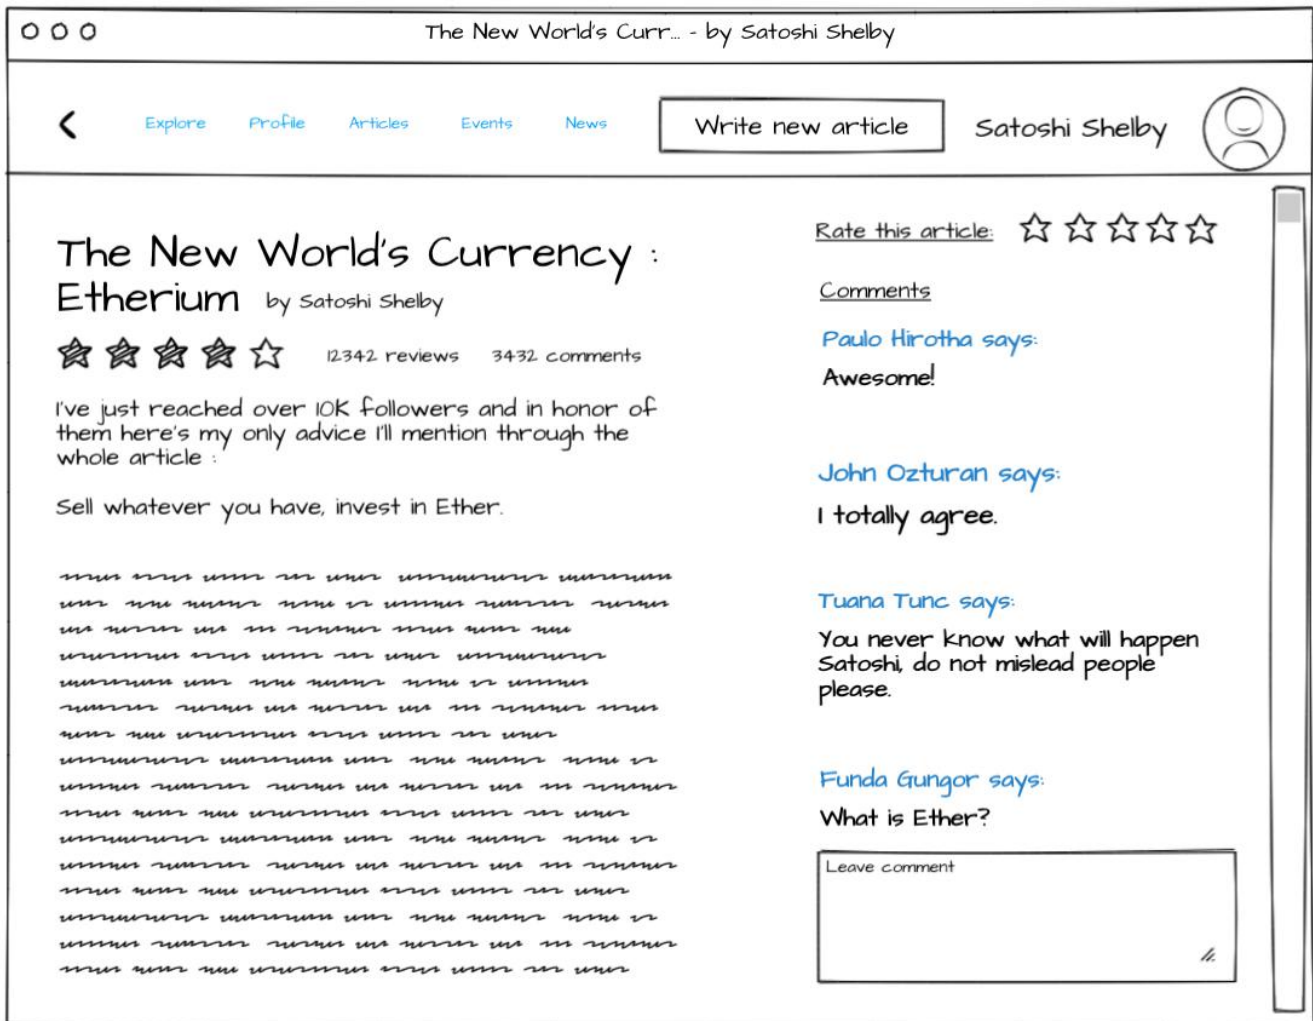 The New World's Curr... - by Satoshi Shelby
Explore Profile Articles Events News Write new article Satoshi Shelby
The New World's Currency :
Etherium by Satoshi Shelby
12342 reviews 3432 comments
I've just reached over 10K followers and in honor of
them here's my only advice I'll mention through the
whole article :
Sell whatever you have, invest in Ether.
Rate this article:
Comments
Paulo Hirotha says:
Awesome!
John Ozturan says:
I totally agree.
Tuana Tunc says:
You never know what will happen
Satoshi, do not mislead people
please.
Funda Gungor says:
What is Ether?
Leave comment